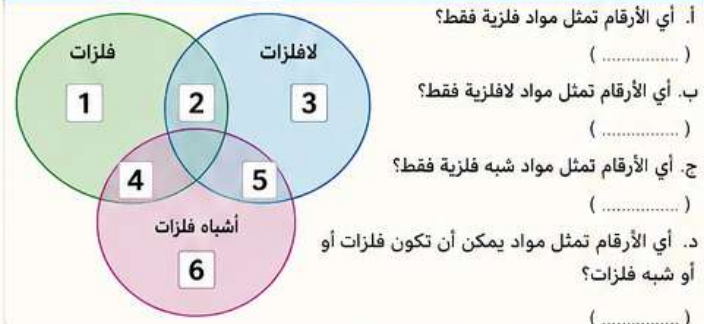 أ. أي الأرقام تمثل مواد فلزية فقط؟
( ............... )
ب. أي الأرقام تمثل مواد لافلزية فقط؟
( ............... )
ج. أي الأرقام تمثل مواد شبه فلزية فقط؟
( ............... )
د. أي الأرقام تمثل مواد يمكن أن تكون فلزات أو
أو شبه فلزات؟
( ............... )
لافلزات
فلزات
3
2
1
5
4
أشباه فلزات
6